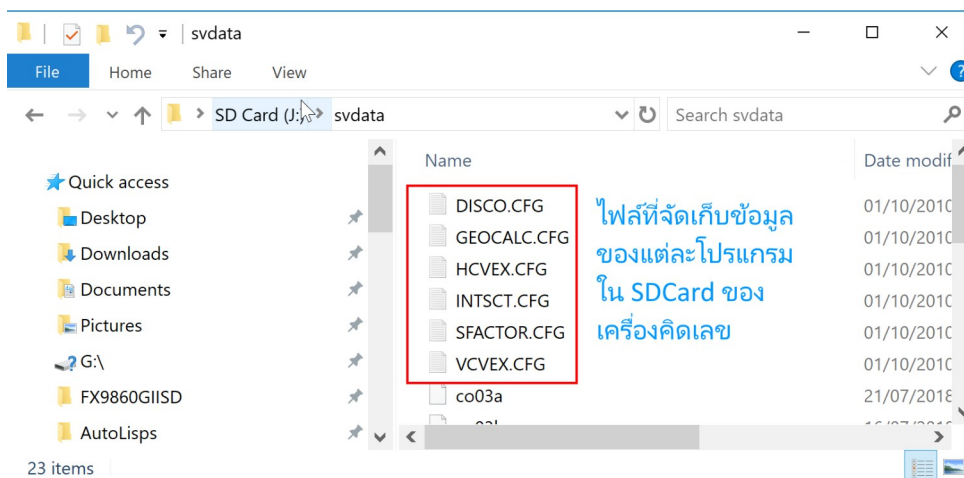 svdata
File Home Share View
SD Card (J:) svdata
Search svdata
Name
Date modif
Quick access
Desktop
Downloads
Documents
Pictures
G:\
FX9860GIISD
AutoLisps
DISCO.CFG
01/10/2010
GEOCALC.CFG
01/10/2010
HCVEX.CFG
01/10/2010
INTSCT.CFG
01/10/2010
SFACTOR.CFG
01/10/2010
VCVEX.CFG
01/10/2010
co03a
21/07/2018
ไฟล์ที่จัดเก็บข้อมูล
ของแต่ละโปรแกรม
ใน SDCard ของ
เครื่องคิดเลข
23 items